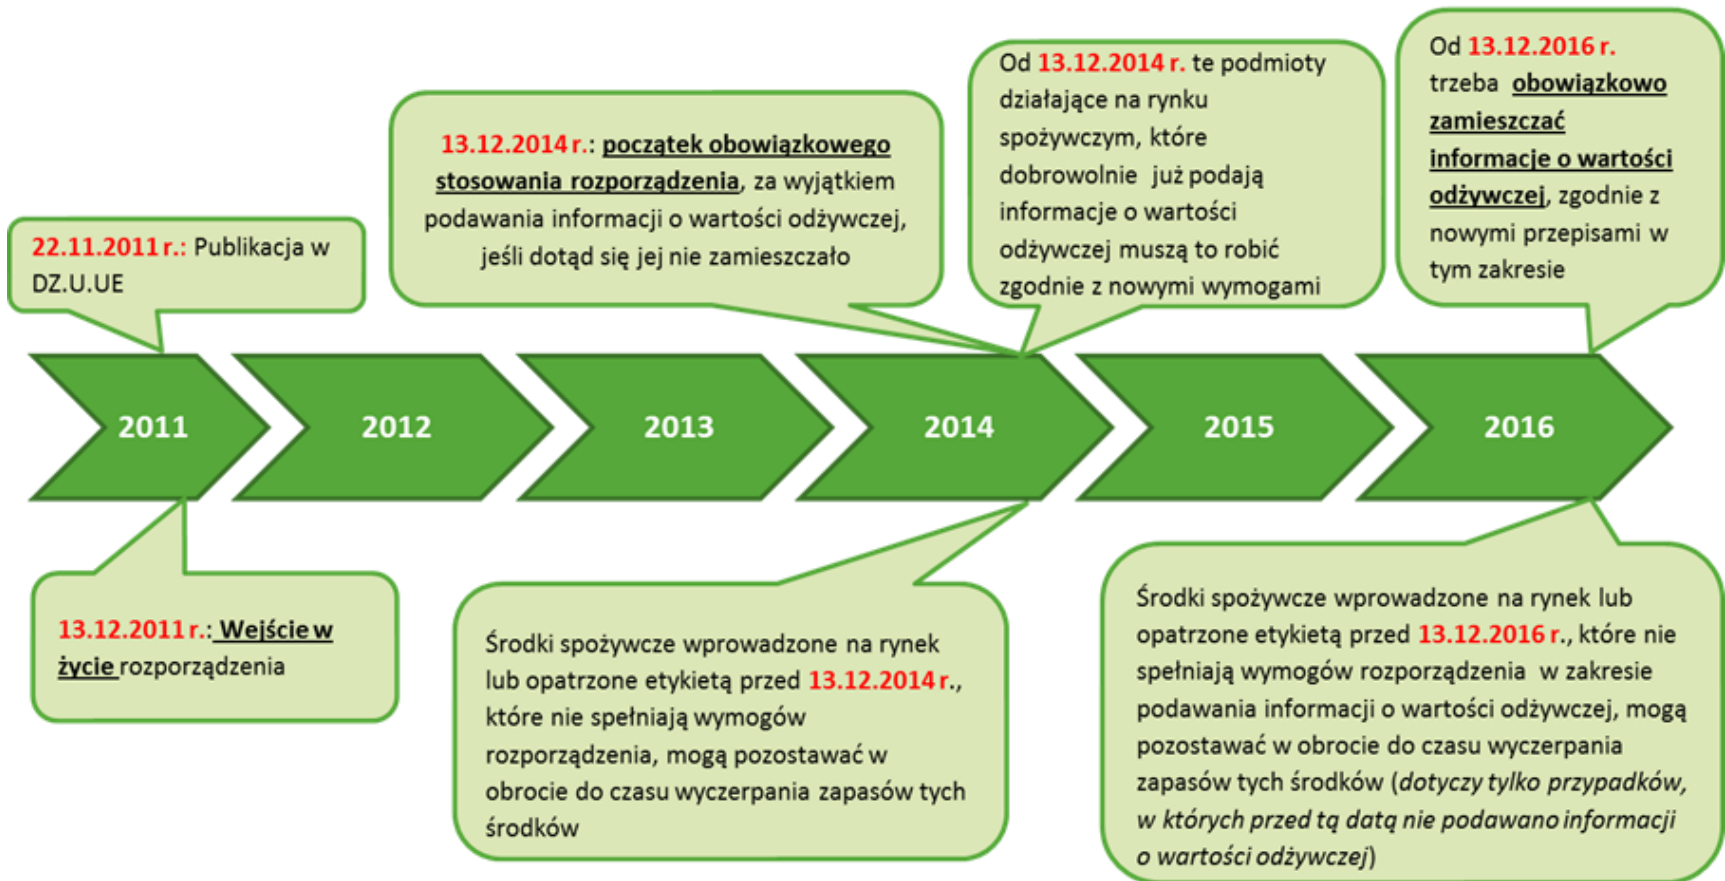 22.11.2011 r.: Publikacja w
DZ.U.UE
13.12.2014 r.: początek obowiązkowego
stosowania rozporządzenia, za wyjątkiem
podawania informacji o wartości odżywczej,
jeśli dotąd się jej nie zamieszczało
Od 13.12.2014 r. te podmioty
działające na rynku
spożywczym, które
dobrowolnie już podają
informacje o wartości
odżywczej muszą to robić
zgodnie z nowymi wymogami
Od 13.12.2016 r.
trzeba obowiązkowo
zamieszczać
informacje o wartości
odżywczej, zgodnie z
nowymi przepisami w
tym zakresie
2011
2012
2013
2014
2015
2016
13.12.2011 r.: Wejście w
życie rozporządzenia
Środki spożywcze wprowadzone na rynek
lub opatrzone etykietą przed 13.12.2014 r.,
które nie spełniają wymogów
rozporządzenia, mogą pozostawać w
obrocie do czasu wyczerpania zapasów tych
środków
Środki spożywcze wprowadzone na rynek lub
opatrzone etykietą przed 13.12.2016 r., które nie
spełniają wymogów rozporządzenia w zakresie
podawania informacji o wartości odżywczej, mogą
pozostawać w obrocie do czasu wyczerpania
zapasów tych środków (dotyczy tylko przypadków,
w których przed tą datą nie podawano informacji
o wartości odżywczej)